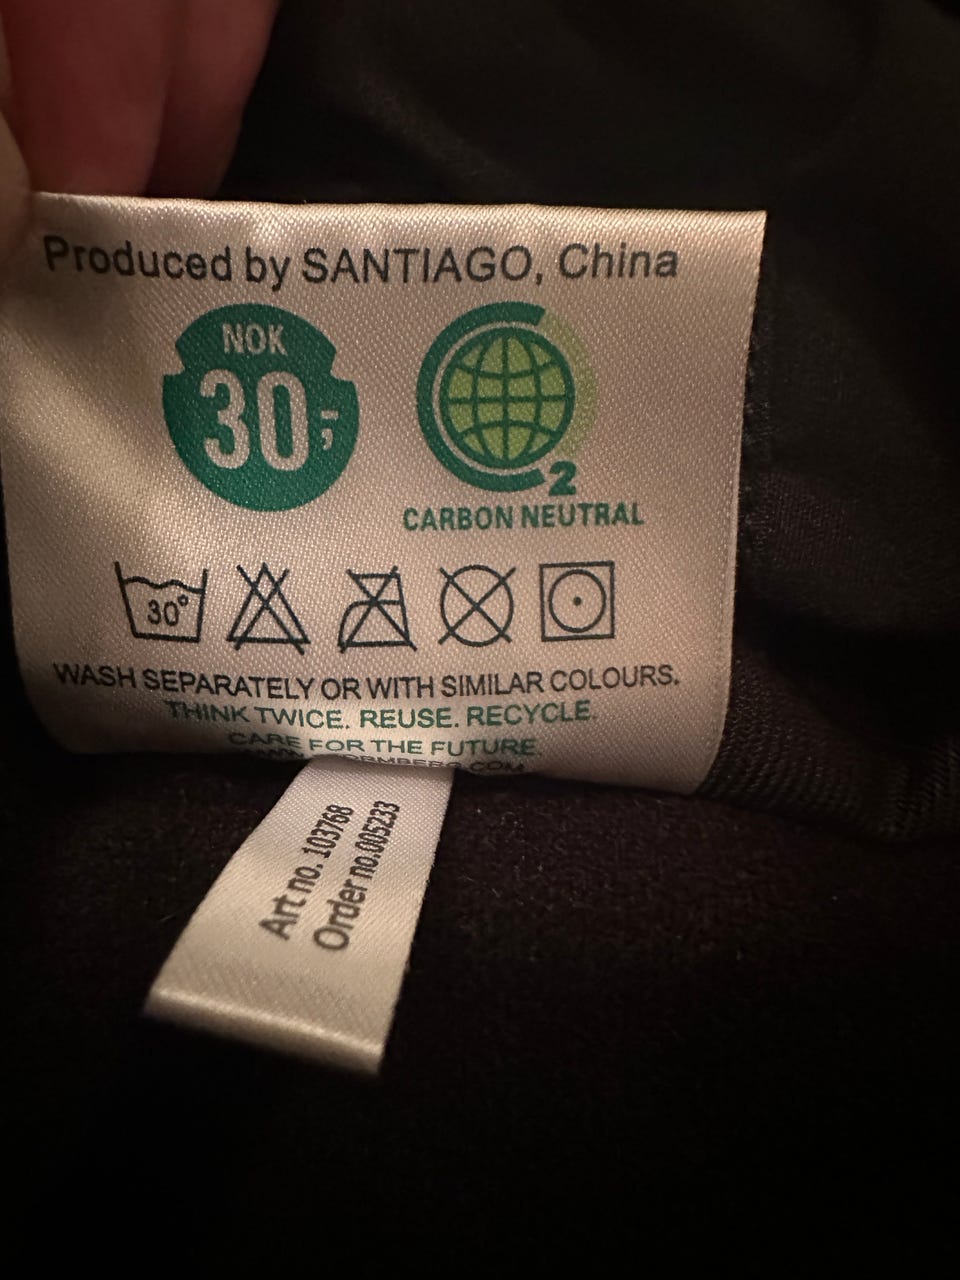 Produced by SANTIAGO, China
NOK
30,-
2
CARBON NEUTRAL
30°
WASH SEPARATELY OR WITH SIMILAR COLOURS.
THINK TWICE. REUSE. RECYCLE.
CARE FOR THE FUTURE.
Art no. 103768
Order no.005233